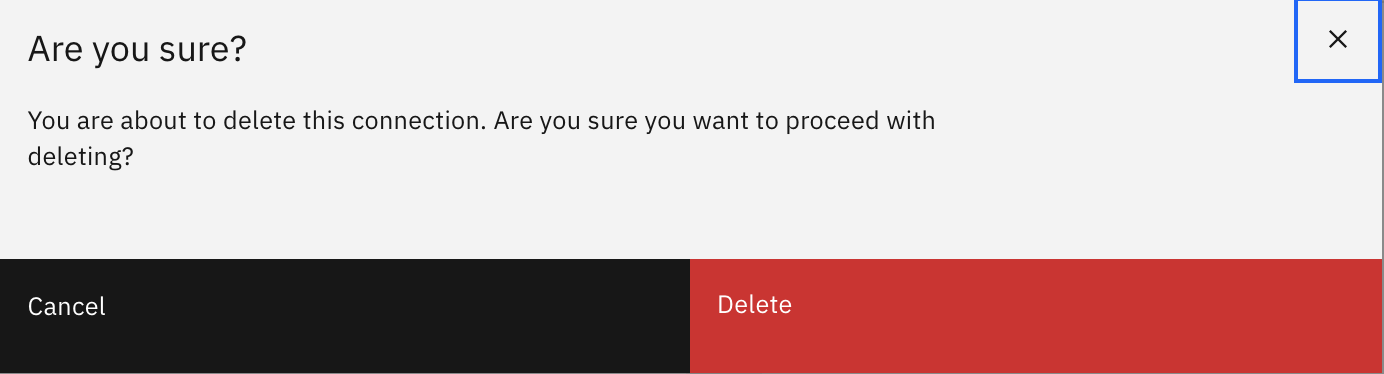 Are you sure?
You are about to delete this connection. Are you sure you want to proceed with
deleting?
Cancel
Delete